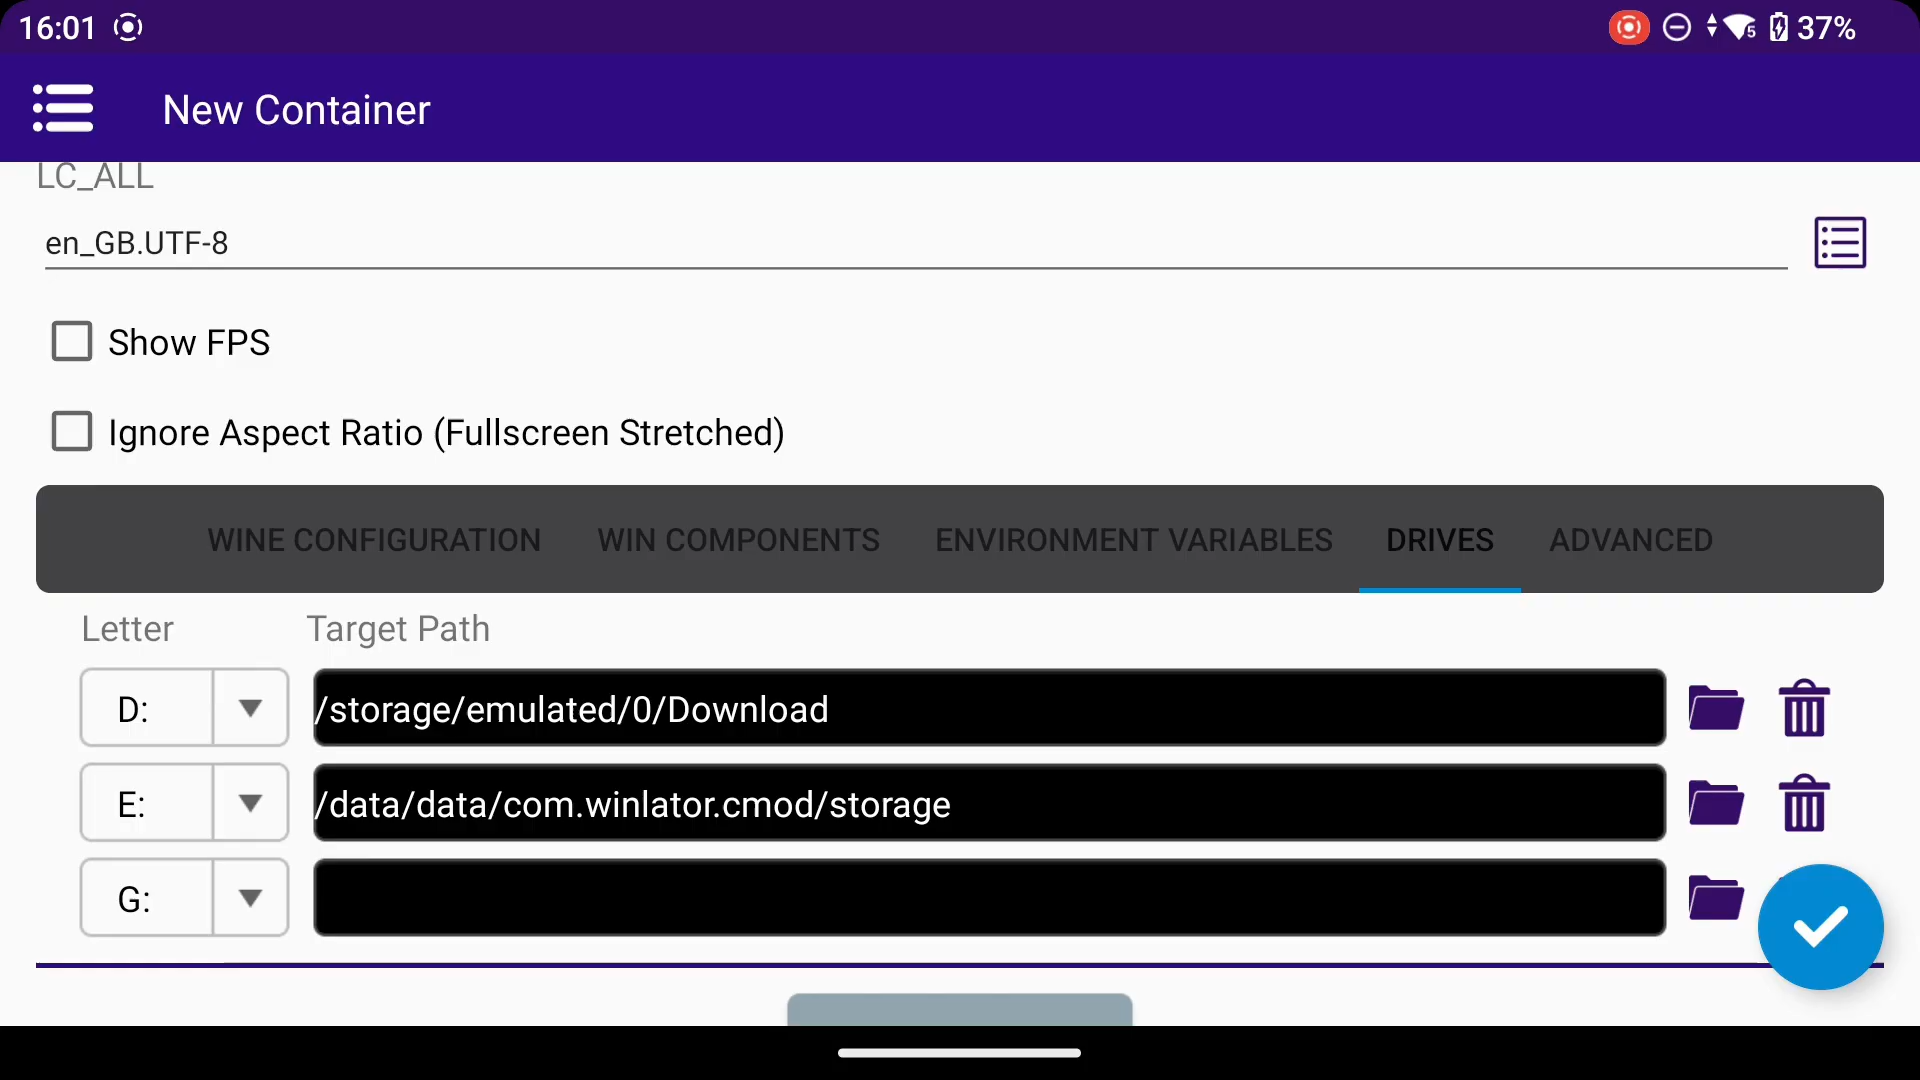 16:01
5 37%
New Container
LC_ALL
en_GB.UTF-8
Show FPS
Ignore Aspect Ratio (Fullscreen Stretched)
WINE CONFIGURATION WIN COMPONENTS ENVIRONMENT VARIABLES DRIVES ADVANCED
Letter Target Path
D: /storage/emulated/0/Download
E: /data/data/com.winlator.cmod/storage
G: